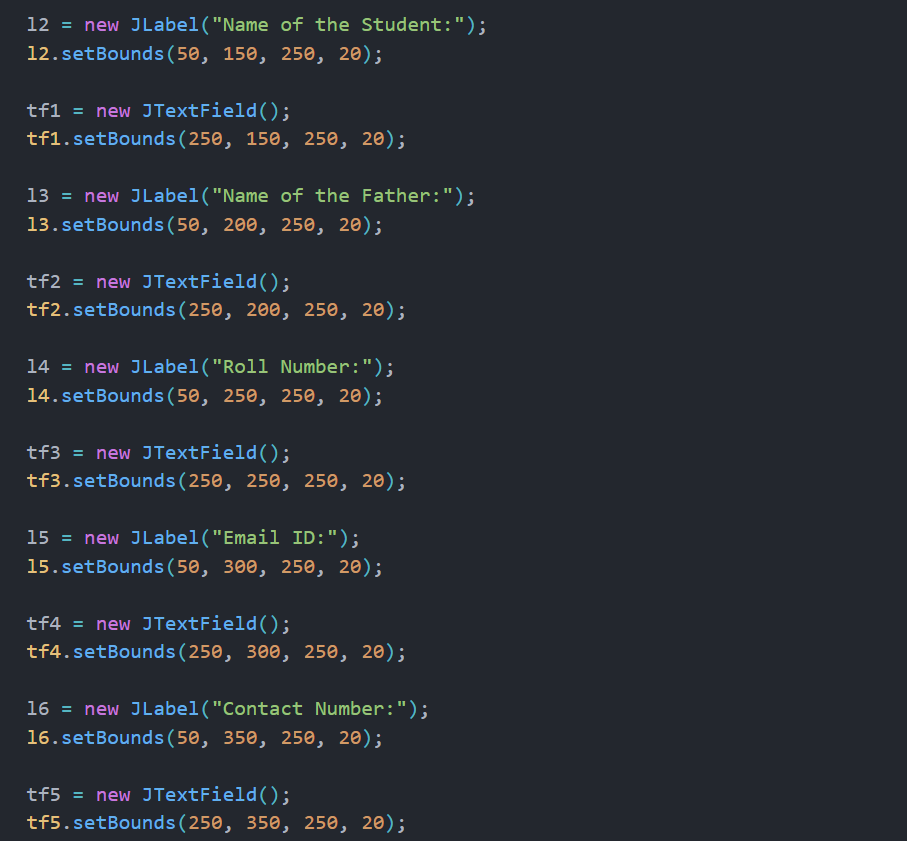 l2 = new JLabel("Name of the Student:");
l2.setBounds(50, 150, 250, 20);
tf1 = new JTextField();
tf1.setBounds(250, 150, 250, 20);
l3 = new JLabel("Name of the Father:");
l3.setBounds(50, 200, 250, 20);
tf2 = new JTextField();
tf2.setBounds(250, 200, 250, 20);
l4 = new JLabel("Roll Number:");
l4.setBounds(50, 250, 250, 20);
tf3 = new JTextField();
tf3.setBounds(250, 250, 250, 20);
l5 = new JLabel("Email ID:");
l5.setBounds(50, 300, 250, 20);
tf4 = new JTextField();
tf4.setBounds(250, 300, 250, 20);
l6 = new JLabel("Contact Number:");
l6.setBounds(50, 350, 250, 20);
tf5 = new JTextField();
tf5.setBounds(250, 350, 250, 20);